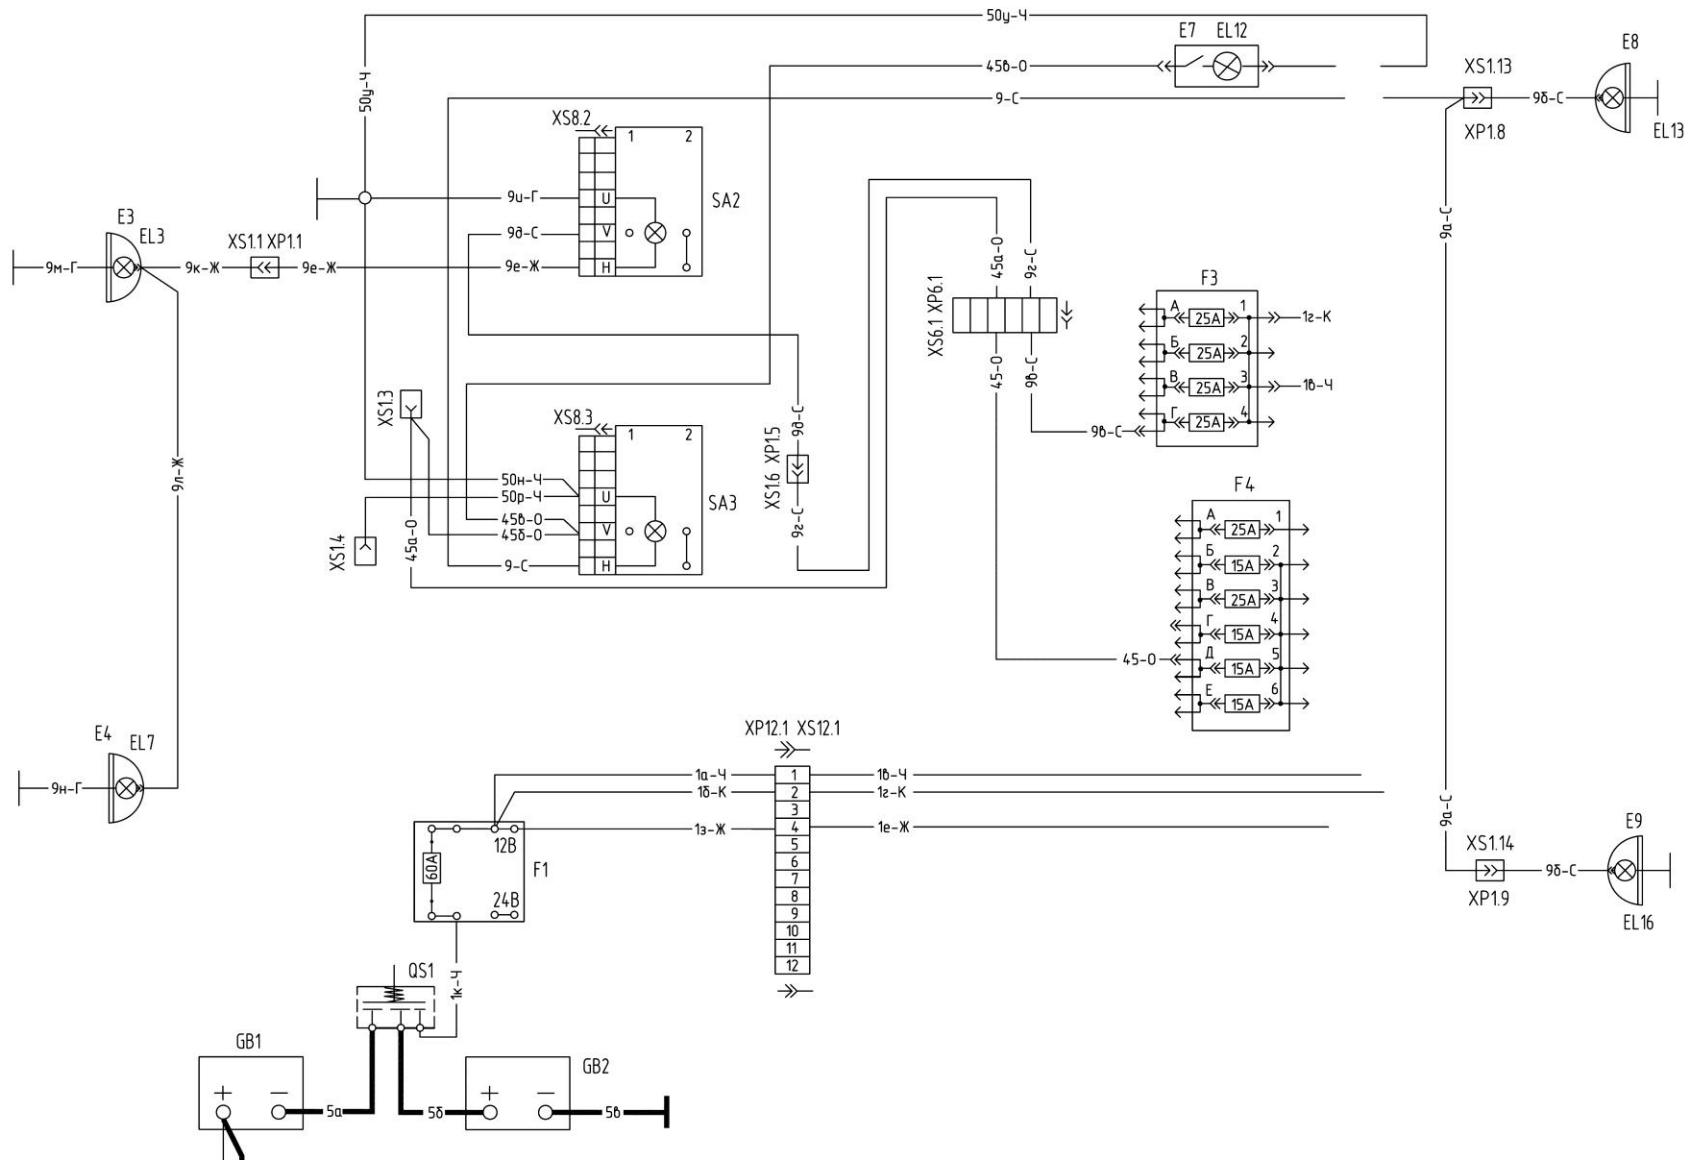 50у-Ч
E7 EL12
E8
50у-Ч
45в-О
XS1.13
9-С
9б-С
XP1.8
EL13
XS8.2
1 2
9и-Г
U
SA2
E3
EL3
XS1.1 XP1.1
9д-С
V
9а-С
9м-Г
9к-Ж
9е-Ж
9е-Ж
H
45а-О
9г-С
XS6.1 XP6.1
F3
А 25А 1
1г-К
Б 25А 2
45-О
9в-С
В 25А 3
1в-Ч
Г 25А 4
9в-С
XS1.3
XS8.3
1 2
9д-С
XS1.6 XP1.5
9л-Ж
50н-Ч
50р-Ч
U
SA3
F4
45в-О
45б-О
V
9г-С
А 25А 1
XS1.4
45а-О
9-С
H
Б 15А 2
В 25А 3
Г 15А 4
45-О
Д 15А 5
Е 15А 6
E4
EL7
XP12.1 XS12.1
9н-Г
1а-Ч
1
1в-Ч
1б-К
2
1г-К
3
1з-Ж
4
1е-Ж
9а-С
E9
12В
5
XS1.14
60А
F1
6
7
9б-С
24В
8
XP1.9
9
EL16
10
11
12
QS1
1к-Ч
GB1
GB2
+ −
+ −
5а
5б
5в